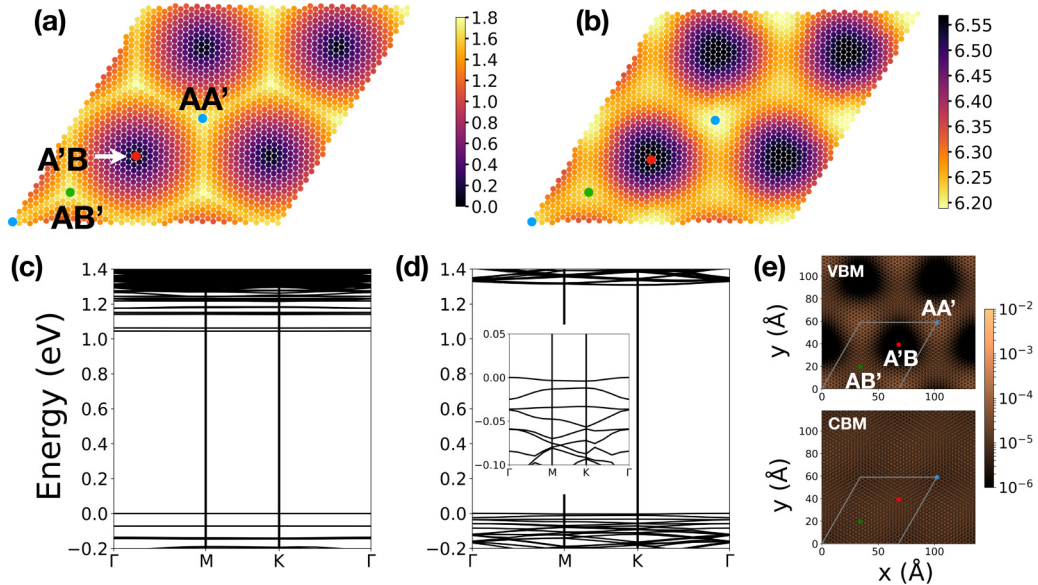 (a)
AA'
A'B
AB'
1.8
1.6
1.4
1.2
1.0
0.8
0.6
0.4
0.2
0.0
(b)
6.55
6.50
6.45
6.40
6.35
6.30
6.25
6.20
(c)
Energy (eV)
1.4
1.2
1.0
0.8
0.6
0.4
0.2
0.0
−0.2
Γ M K Γ
(d)
1.4
1.2
1.0
0.8
0.6
0.4
0.2
0.0
−0.2
Γ M K Γ
0.05
0.00
−0.05
−0.10
Γ M K Γ
(e)
VBM
AA'
A'B
AB'
y (Å)
100
80
60
40
20
0
0 50 100
CBM
y (Å)
100
80
60
40
20
0
0 50 100
x (Å)
10⁻²
10⁻³
10⁻⁴
10⁻⁵
10⁻⁶